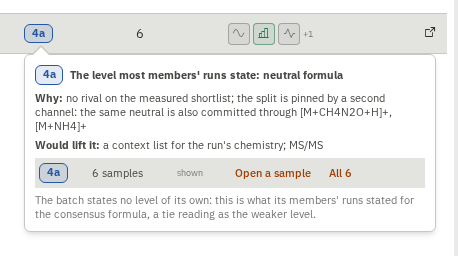 4a 6 +1
4a The level most members' runs state: neutral formula
Why: no rival on the measured shortlist; the split is pinned by a second
channel: the same neutral is also committed through [M+CH4N2O+H]+,
[M+NH4]+
Would lift it: a context list for the run's chemistry; MS/MS
4a 6 samples shown Open a sample All 6
The batch states no level of its own: this is what its members' runs stated for
the consensus formula, a tie reading as the weaker level.